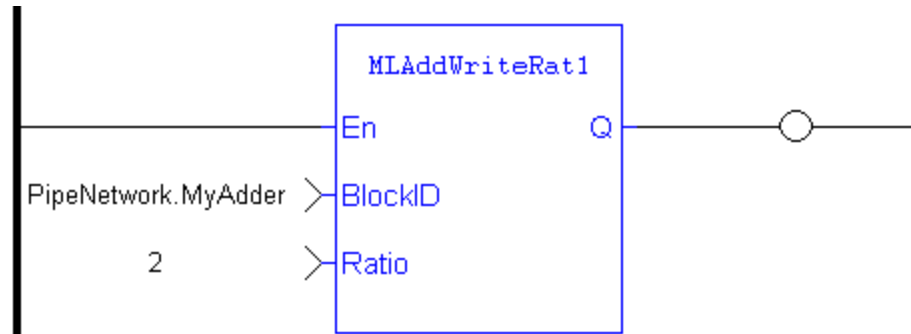 MLAddWriteRat1
En Q
PipeNetwork.MyAdder BlockID
2 Ratio